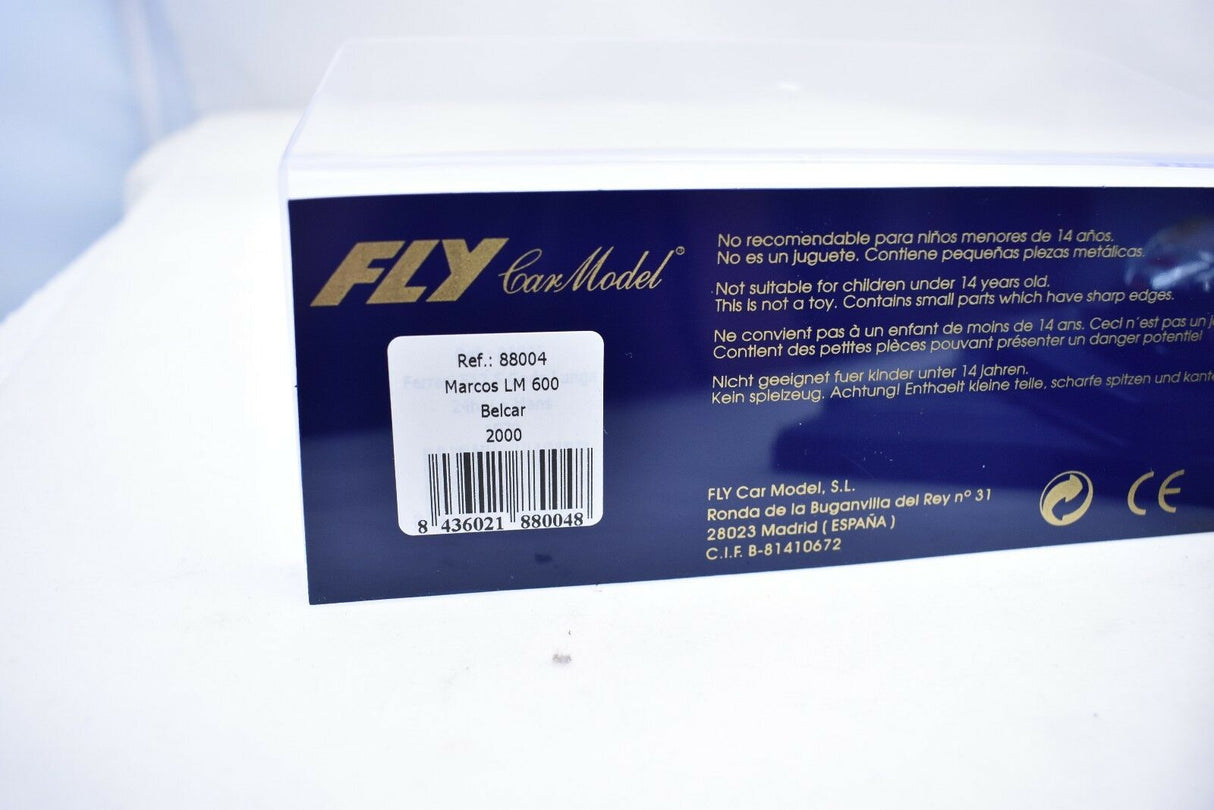 FLY Car Model©
Ref.: 88004
Marcos LM 600
Belcar
2000
8 436021 880048
No recomendable para niños menores de 14 años.
No es un juguete. Contiene pequeñas piezas metálicas.
Not suitable for children under 14 years old.
This is not a toy. Contains small parts which have sharp edges.
Ne convient pas à un enfant de moins de 14 ans. Ceci n'est pas un
Contient des petites pièces pouvant présenter un danger potentiel
Nicht geeignet fuer kinder unter 14 jahren.
Kein spielzeug. Achtung! Enthaelt kleine teile, scharfe spitzen und
FLY Car Model, S.L.
Ronda de la Buganvilla del Rey nº 31
28023 Madrid ( ESPAÑA )
C.I.F. B-81410672
CE